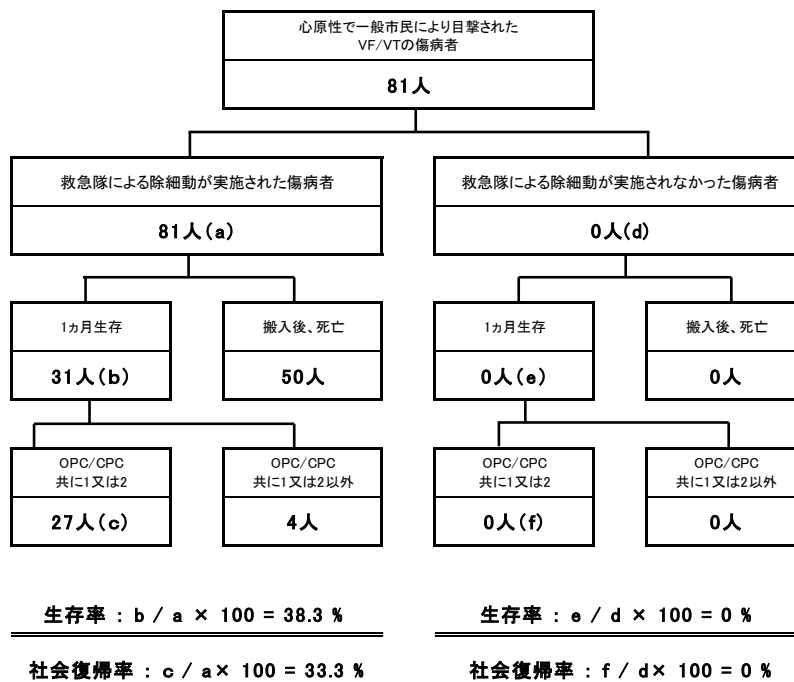 心原性で一般市民により目撃された
VF/VTの傷病者
81人
救急隊による除細動が実施された傷病者
81人(a)
救急隊による除細動が実施されなかった傷病者
0人(d)
1ヵ月生存
31人(b)
搬入後、死亡
50人
1ヵ月生存
0人(e)
搬入後、死亡
0人
OPC/CPC
共に1又は2
27人(c)
OPC/CPC
共に1又は2以外
4人
OPC/CPC
共に1又は2
0人(f)
OPC/CPC
共に1又は2以外
0人
生存率 : b / a × 100 = 38.3 %
生存率 : e / d × 100 = 0 %
社会復帰率 : c / a× 100 = 33.3 %
社会復帰率 : f / d× 100 = 0 %